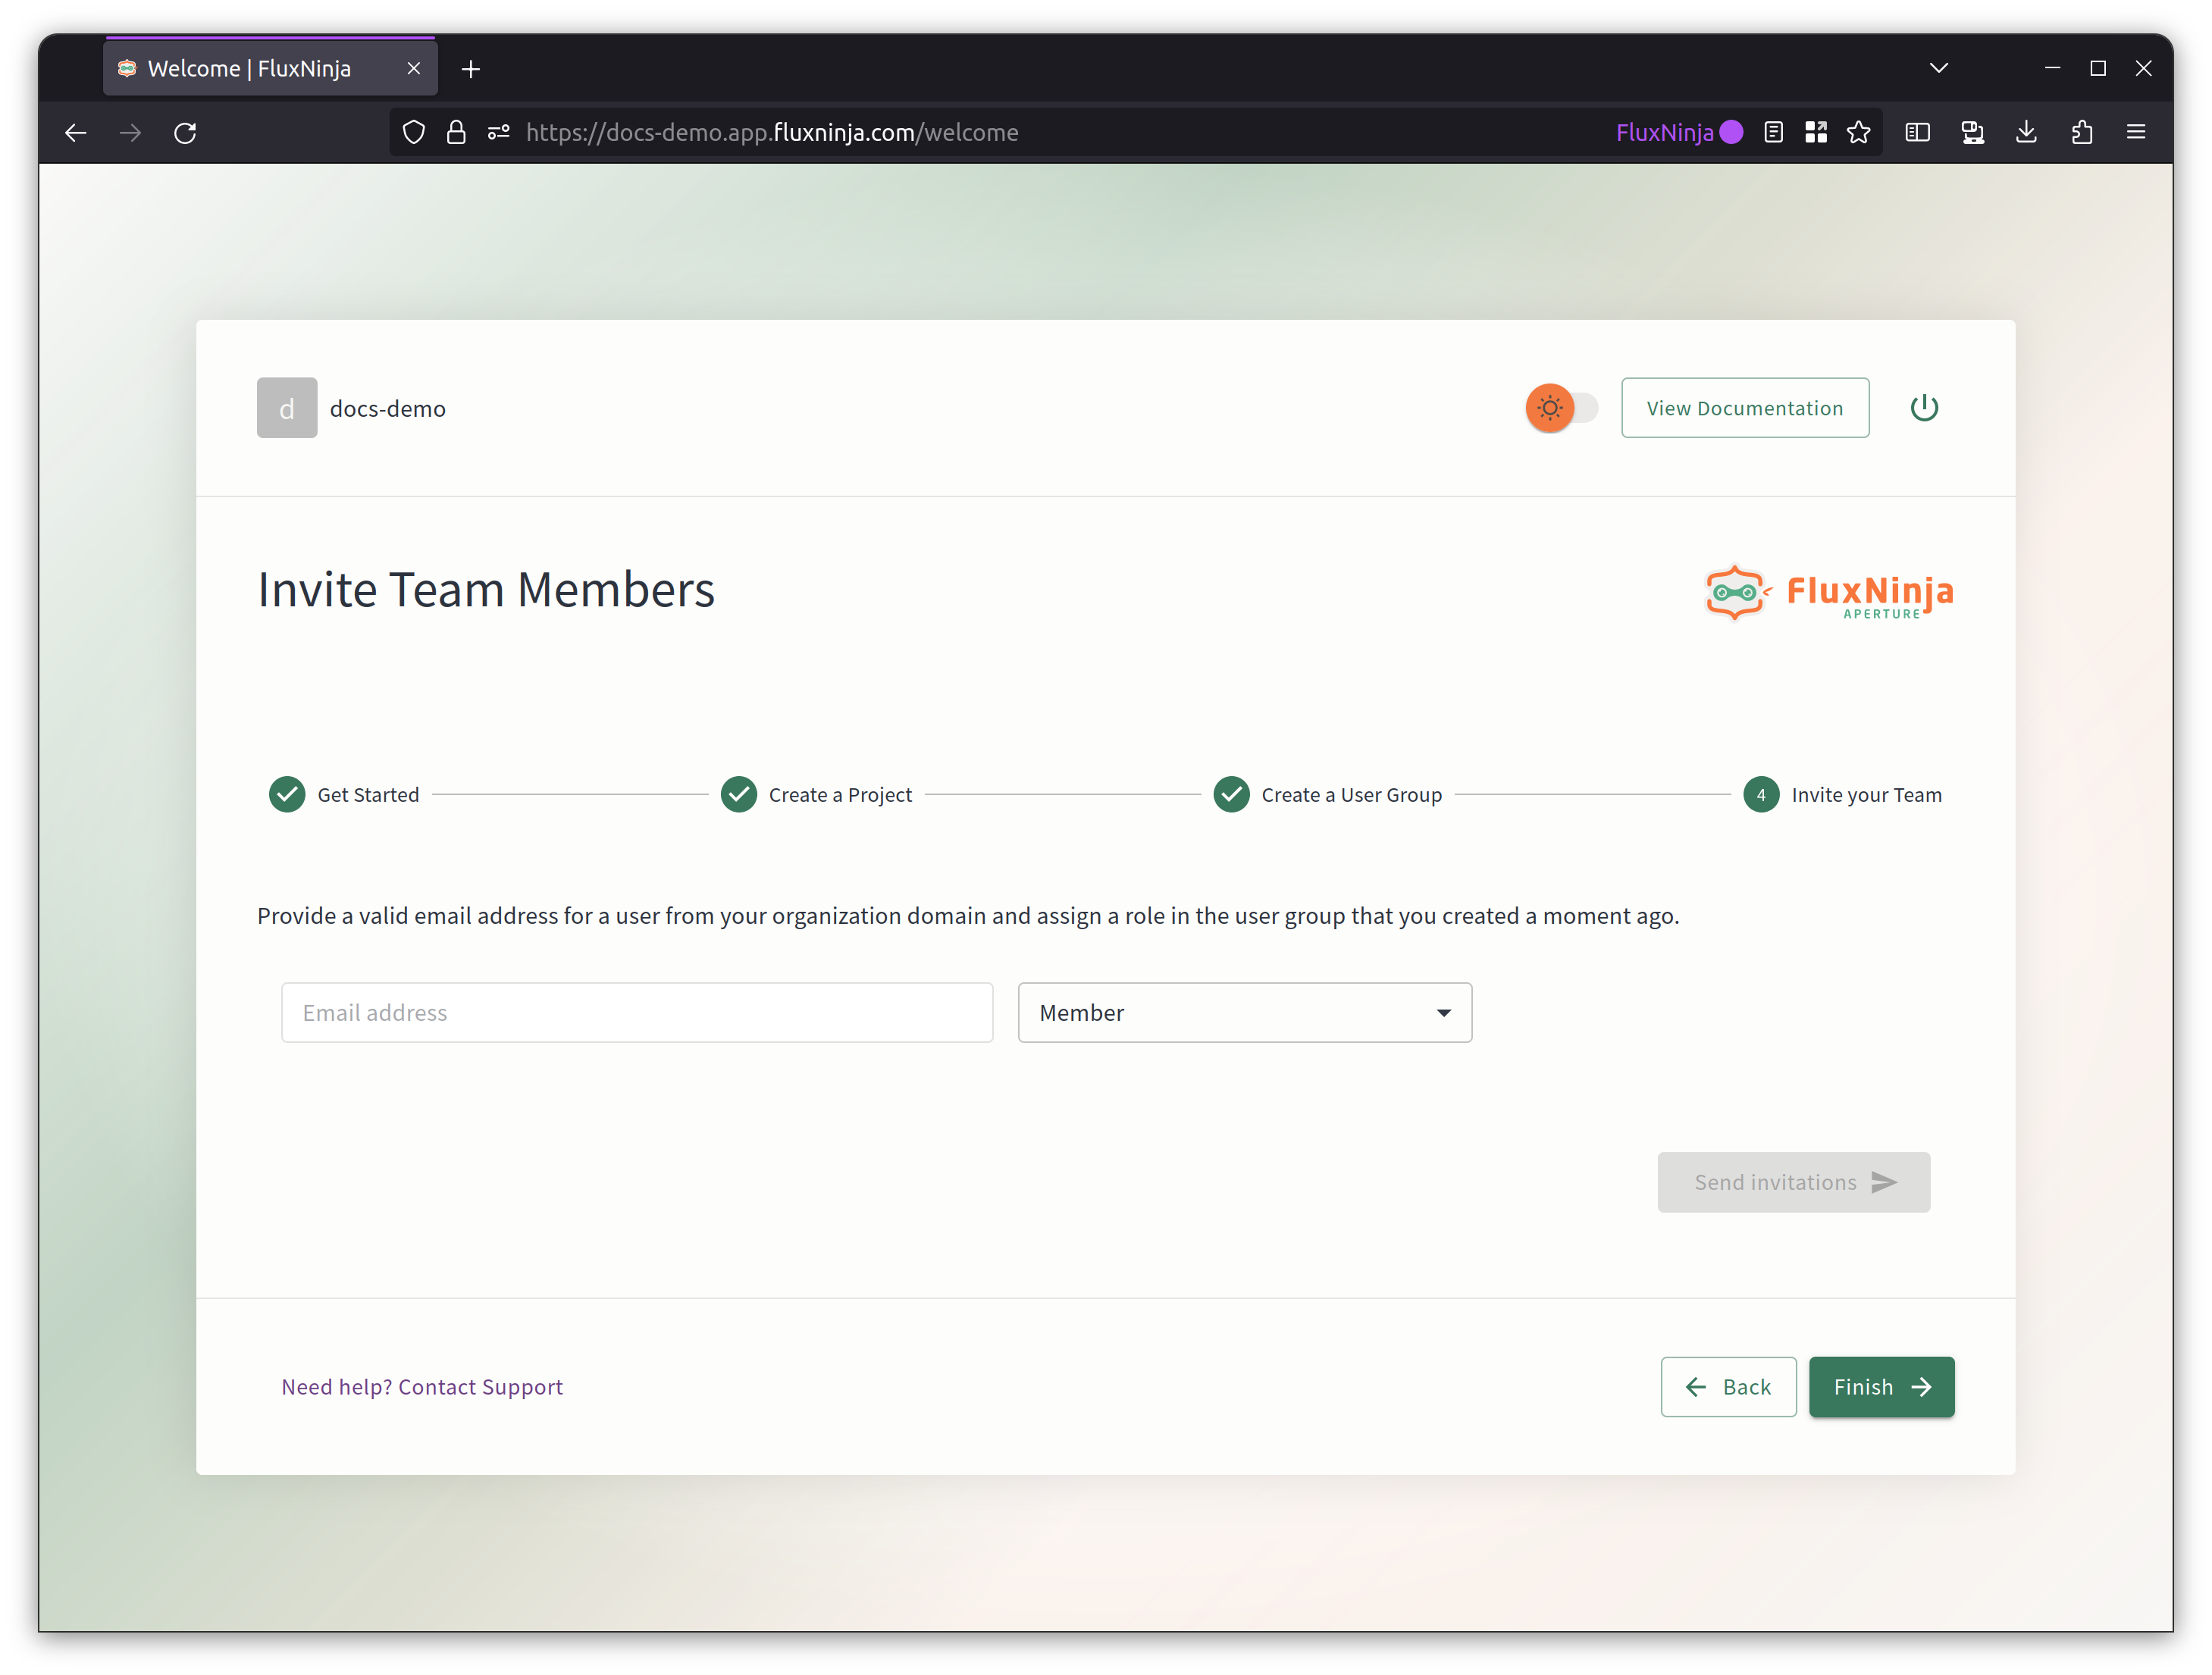 Welcome | FluxNinja
https://docs-demo.app.fluxninja.com/welcome
FluxNinja
d
docs-demo
View Documentation
Invite Team Members
FluxNinja
APERTURE
Get Started
Create a Project
Create a User Group
4
Invite your Team
Provide a valid email address for a user from your organization domain and assign a role in the user group that you created a moment ago.
Email address
Member
Send invitations
Need help? Contact Support
Back
Finish